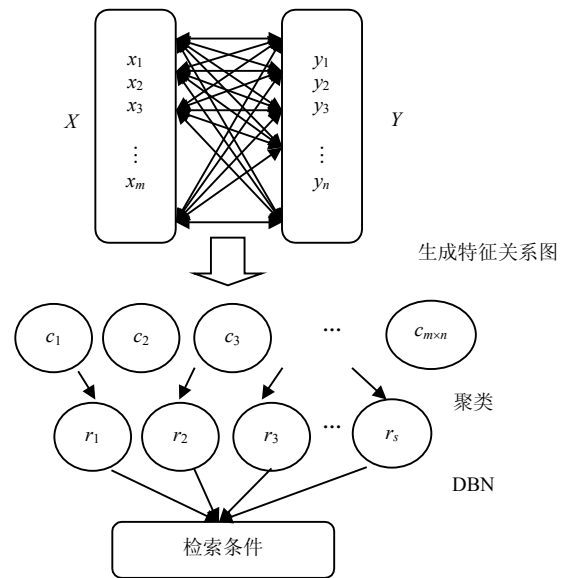 x₁ y₁
x₂ y₂
x₃ y₃
X Y
⋮ ⋮
xₘ yₙ
生成特征关系图
c₁ c₂ c₃ ··· cₘ×ₙ
聚类
r₁ r₂ r₃ ··· rₛ
DBN
检索条件